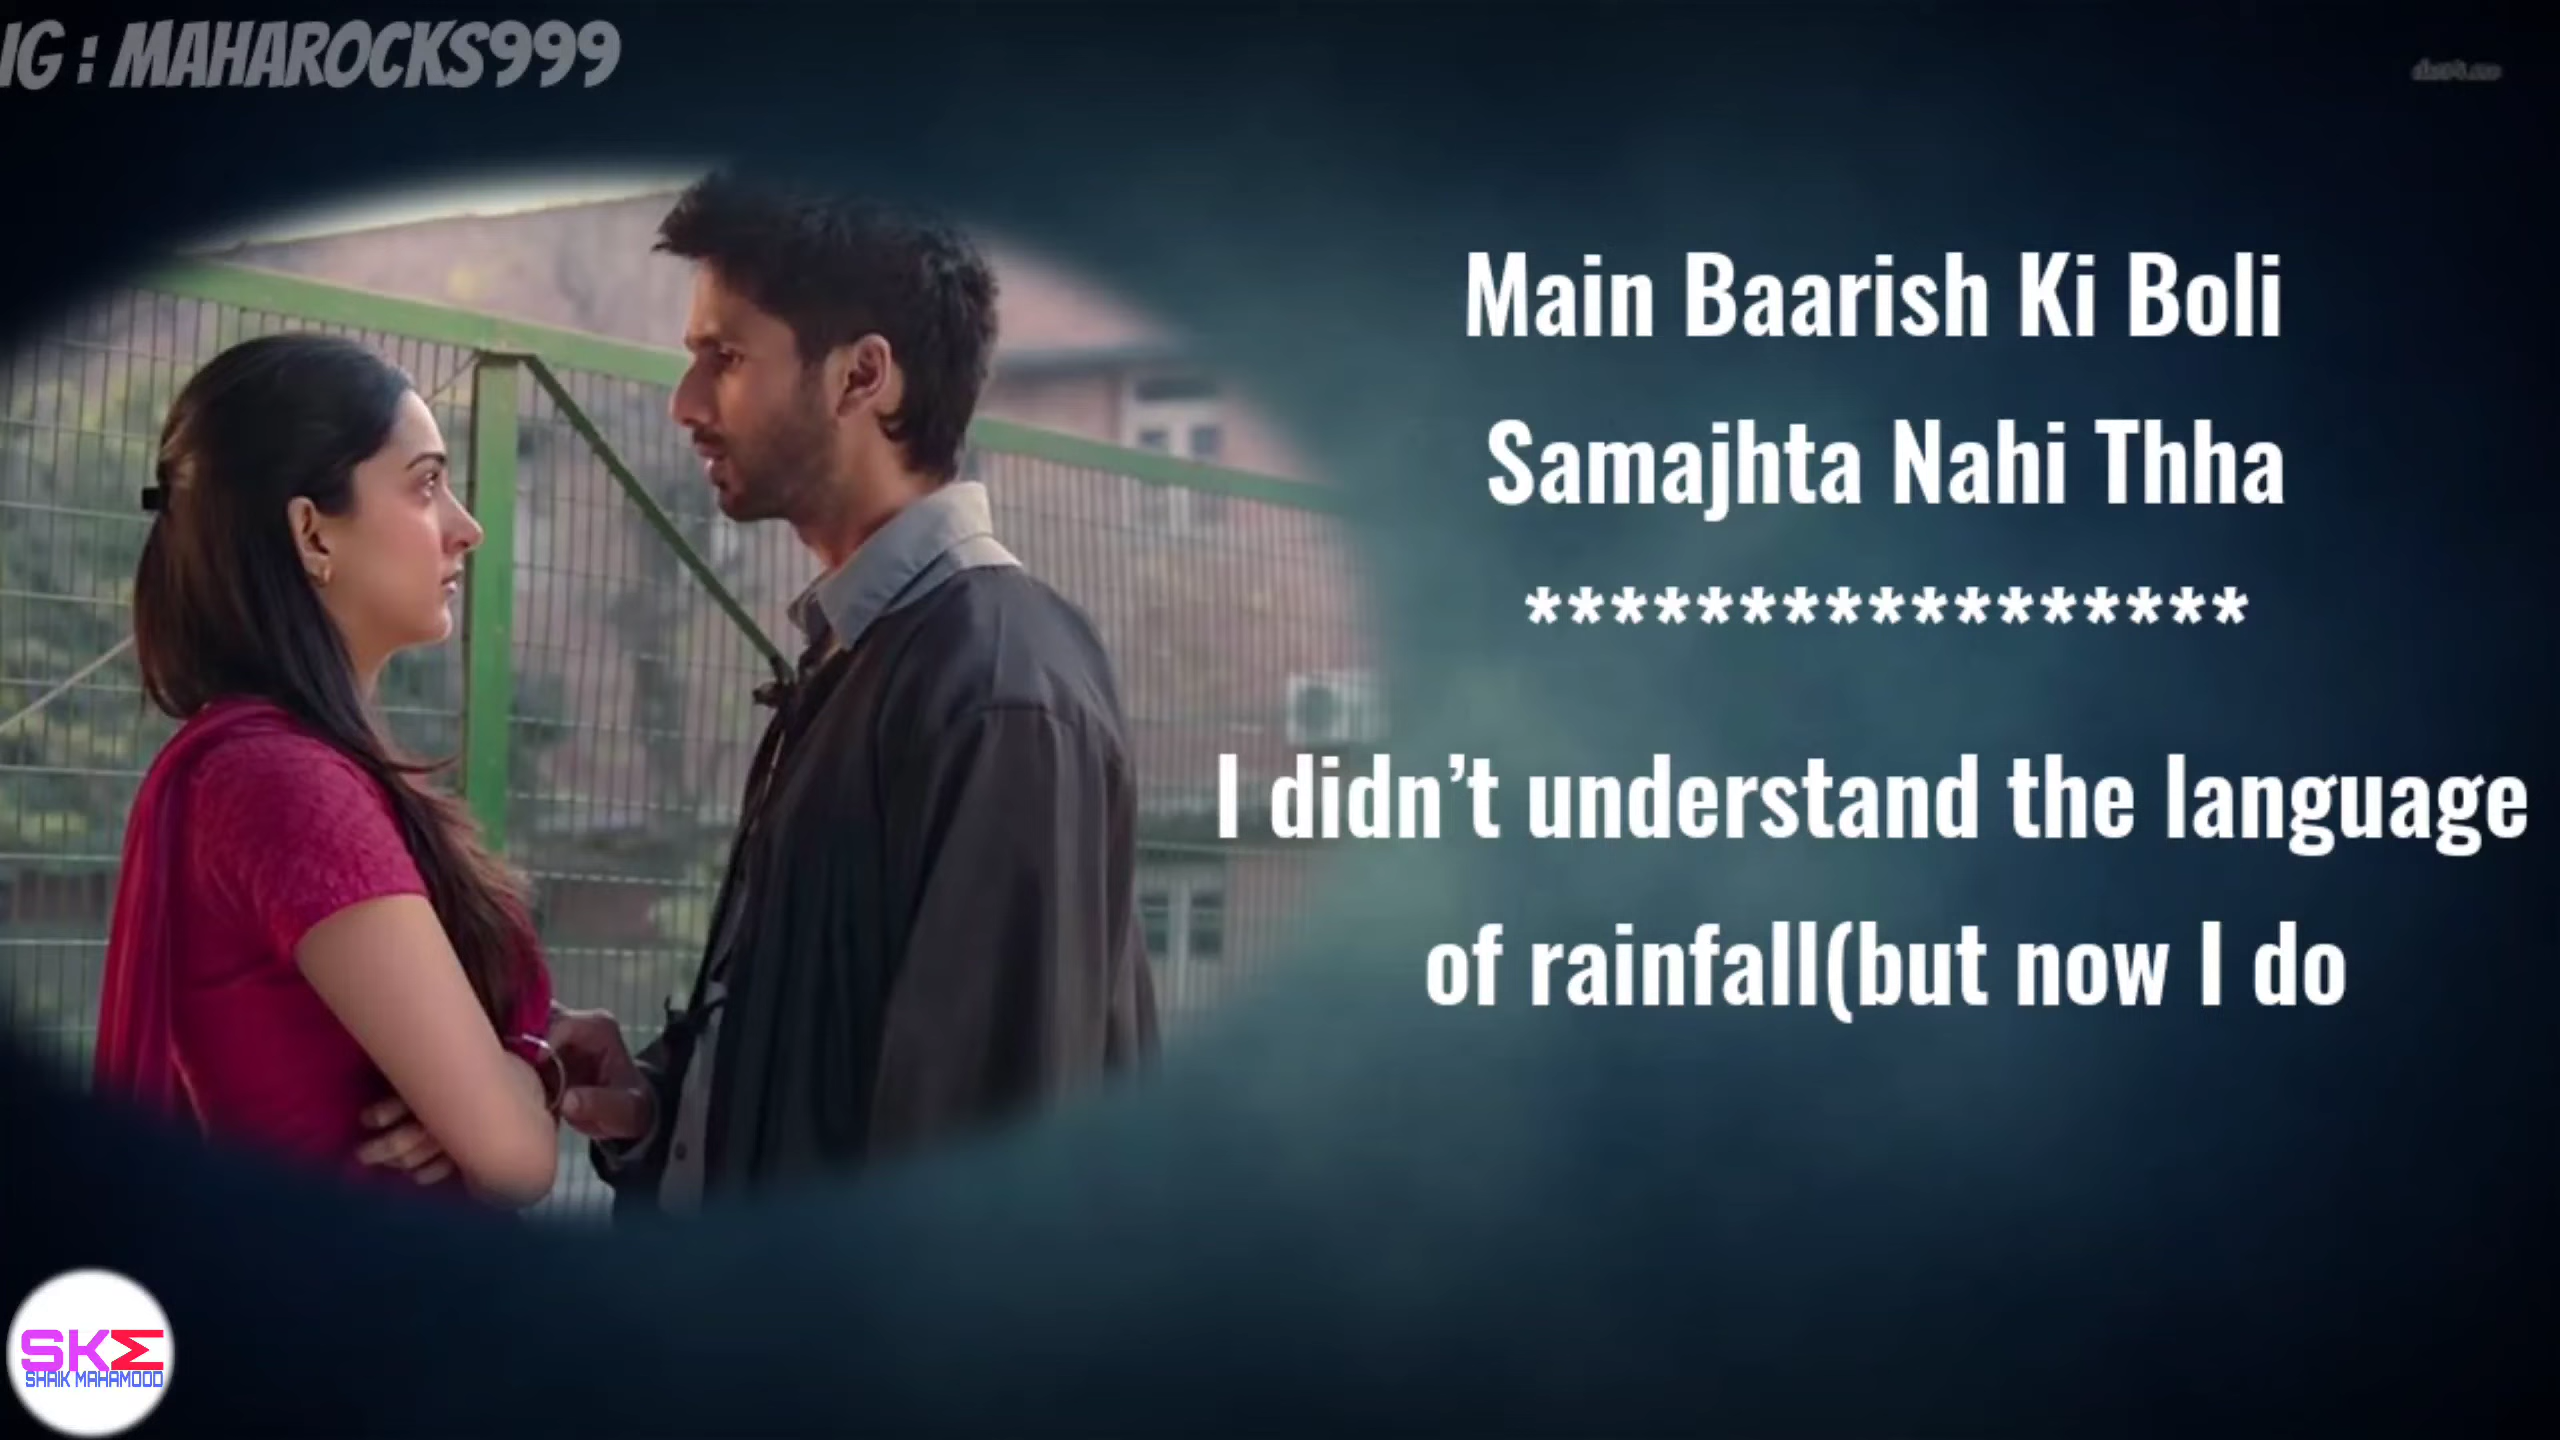 IG : MAHAROCKS999
Main Baarish Ki Boli
Samajhta Nahi Thha
*****************
I didn’t understand the language
of rainfall(but now I do
SKΣ
SHAIK MAHAMOOD